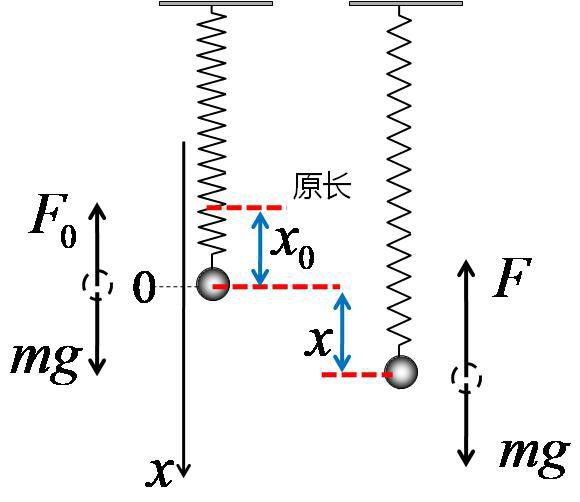 原长
F₀
x₀
0
F
mg
x
mg
x